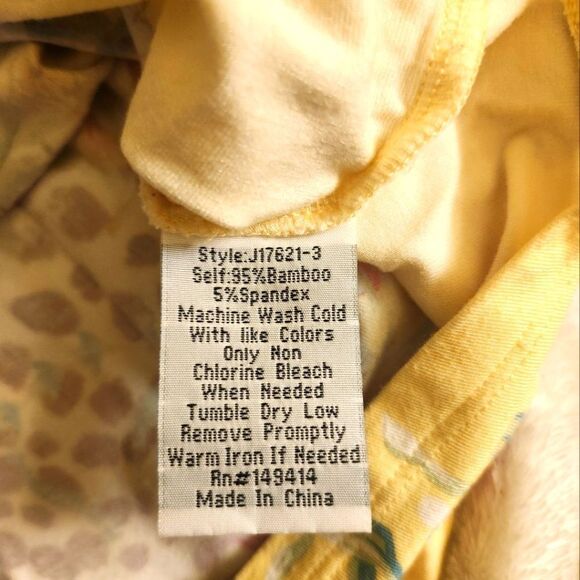 Style:J17621-3
Self:95%Bamboo
5%Spandex
Machine Wash Cold
With like Colors
Only Non
Chlorine Bleach
When Needed
Tumble Dry Low
Remove Promptly
Warm Iron If Needed
Rn#149414
Made In China